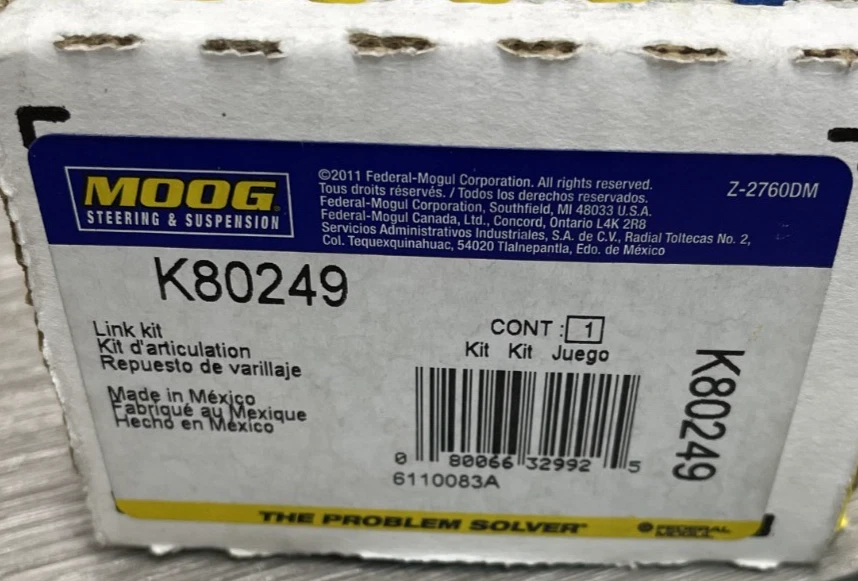 MOOG
STEERING & SUSPENSION
©2011 Federal-Mogul Corporation. All rights reserved.
Tous droits réservés. / Todos los derechos reservados.
Federal-Mogul Corporation, Southfield, MI 48033 U.S.A.
Federal-Mogul Canada, Ltd., Concord, Ontario L4K 2R8
Servicios Administrativos Industriales, S.A. de C.V., Radial Toltecas No. 2,
Col. Tequexquinahuac, 54020 Tlalnepantla, Edo. de México
Z-2760DM
K80249
Link kit
Kit d'articulation
Repuesto de varillaje
Made in México
Fabriqué au Mexique
Hecho en México
CONT : 1
Kit Kit Juego
0 80066 32992 5
6110083A
K80249
THE PROBLEM SOLVER®
FEDERAL
MOGUL